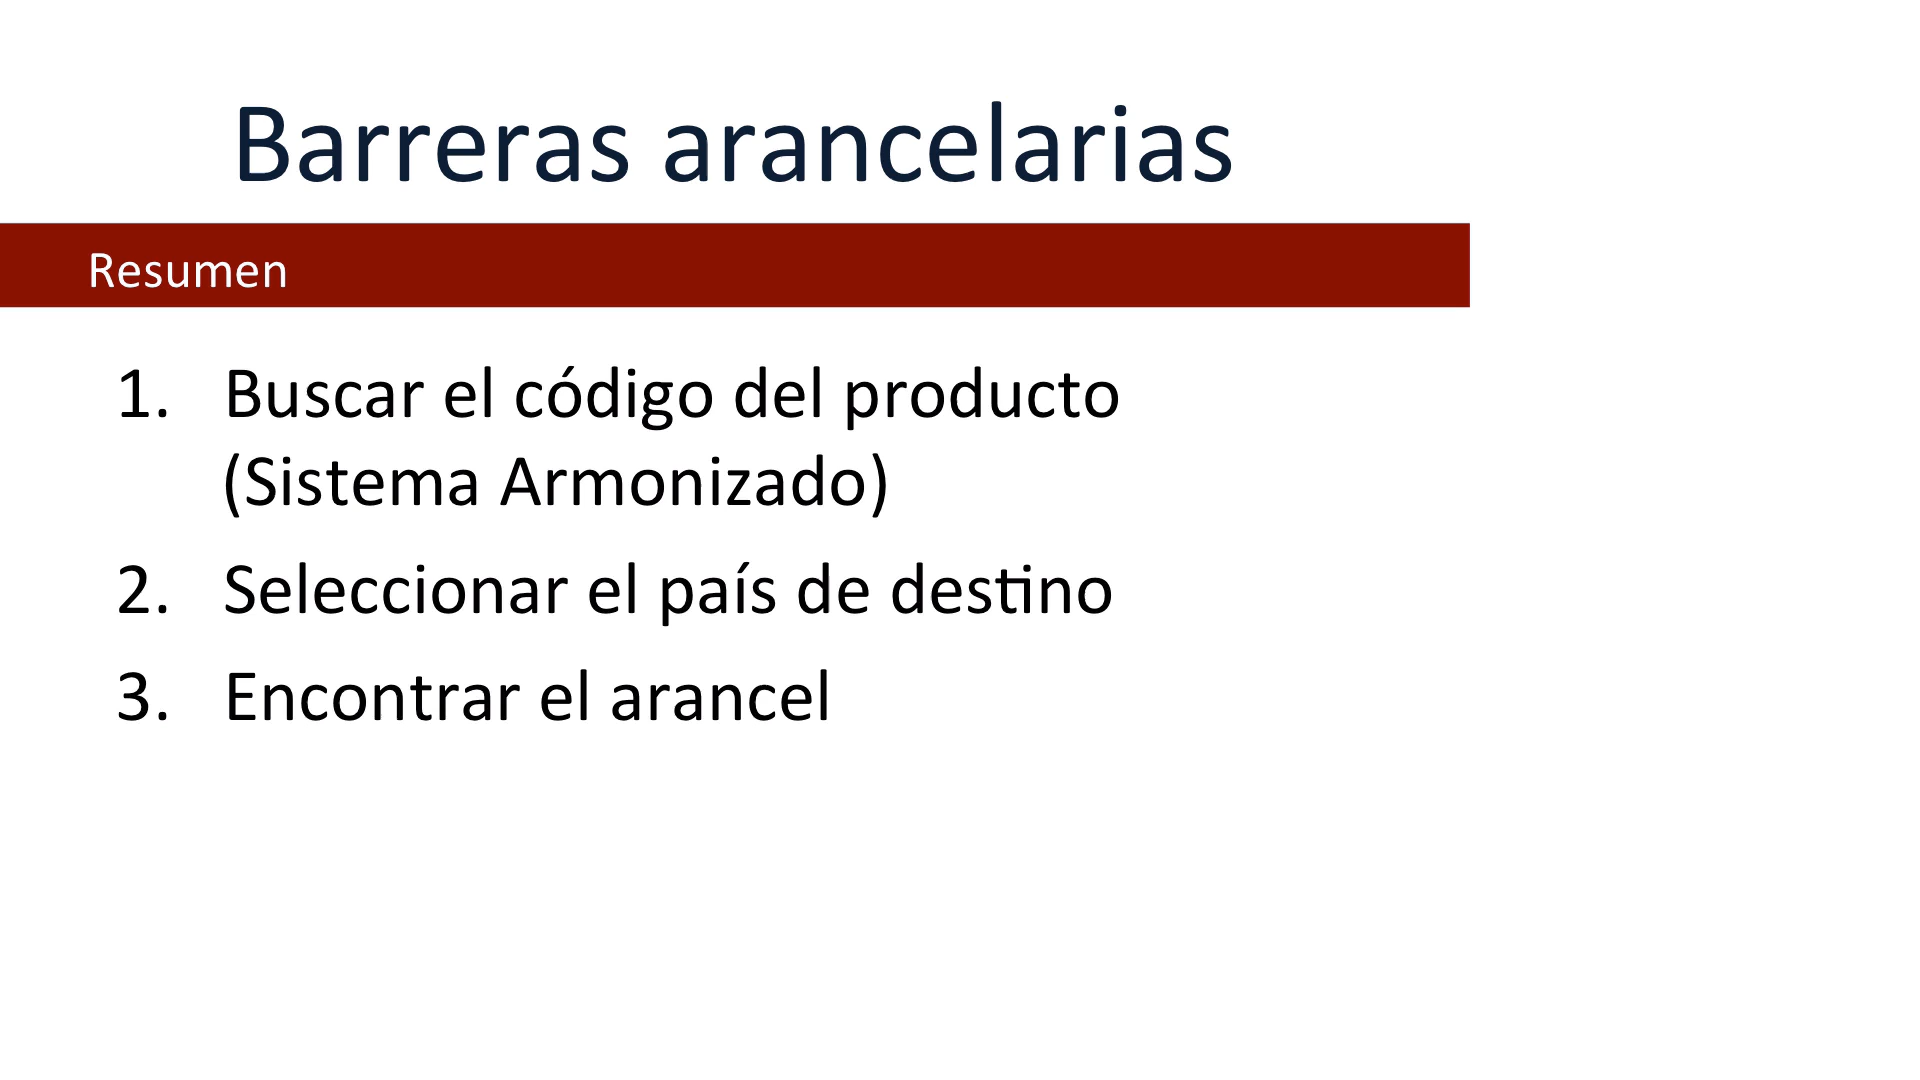 Barreras arancelarias
Resumen
1. Buscar el código del producto
(Sistema Armonizado)
2. Seleccionar el país de destino
3. Encontrar el arancel